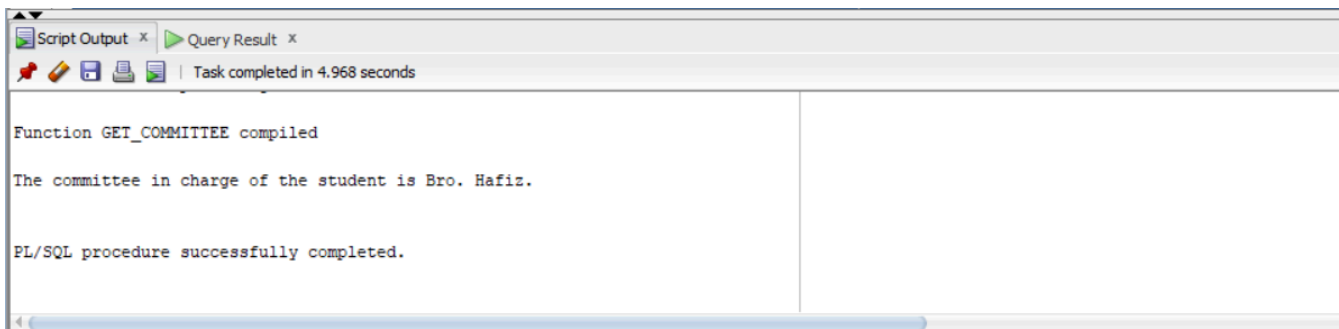 Script Output x Query Result x
Task completed in 4.968 seconds
Function GET_COMMITTEE compiled
The committee in charge of the student is Bro. Hafiz.
PL/SQL procedure successfully completed.